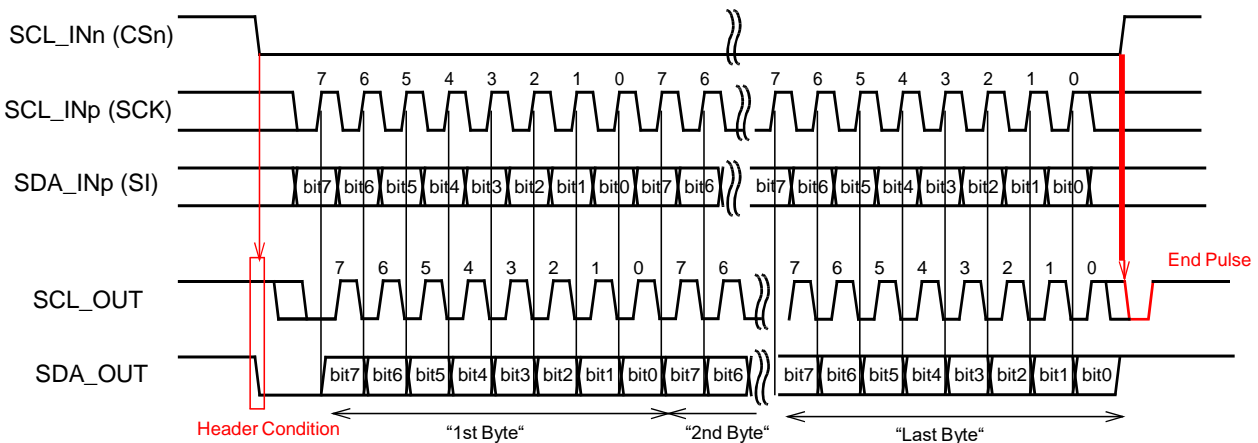 SCL_INn (CSn)
7 6 5 4 3 2 1 0 7 6 7 6 5 4 3 2 1 0
SCL_INp (SCK)
SDA_INp (SI)
bit7 bit6 bit5 bit4 bit3 bit2 bit1 bit0 bit7 bit6 bit7 bit6 bit5 bit4 bit3 bit2 bit1 bit0
7 6 5 4 3 2 1 0 7 6 7 6 5 4 3 2 1 0
End Pulse
SCL_OUT
SDA_OUT
bit7 bit6 bit5 bit4 bit3 bit2 bit1 bit0 bit7 bit6 bit7 bit6 bit5 bit4 bit3 bit2 bit1 bit0
Header Condition
“1st Byte“
“2nd Byte“
“Last Byte“